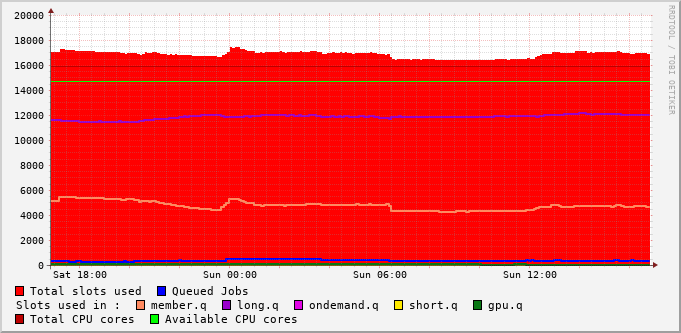 20000
18000
16000
14000
12000
10000
8000
6000
4000
2000
0
Sat 18:00 Sun 00:00 Sun 06:00 Sun 12:00
RRDTOOL / TOBI OETIKER
Total slots used Queued Jobs
Slots used in : member.q long.q ondemand.q short.q gpu.q
Total CPU cores Available CPU cores